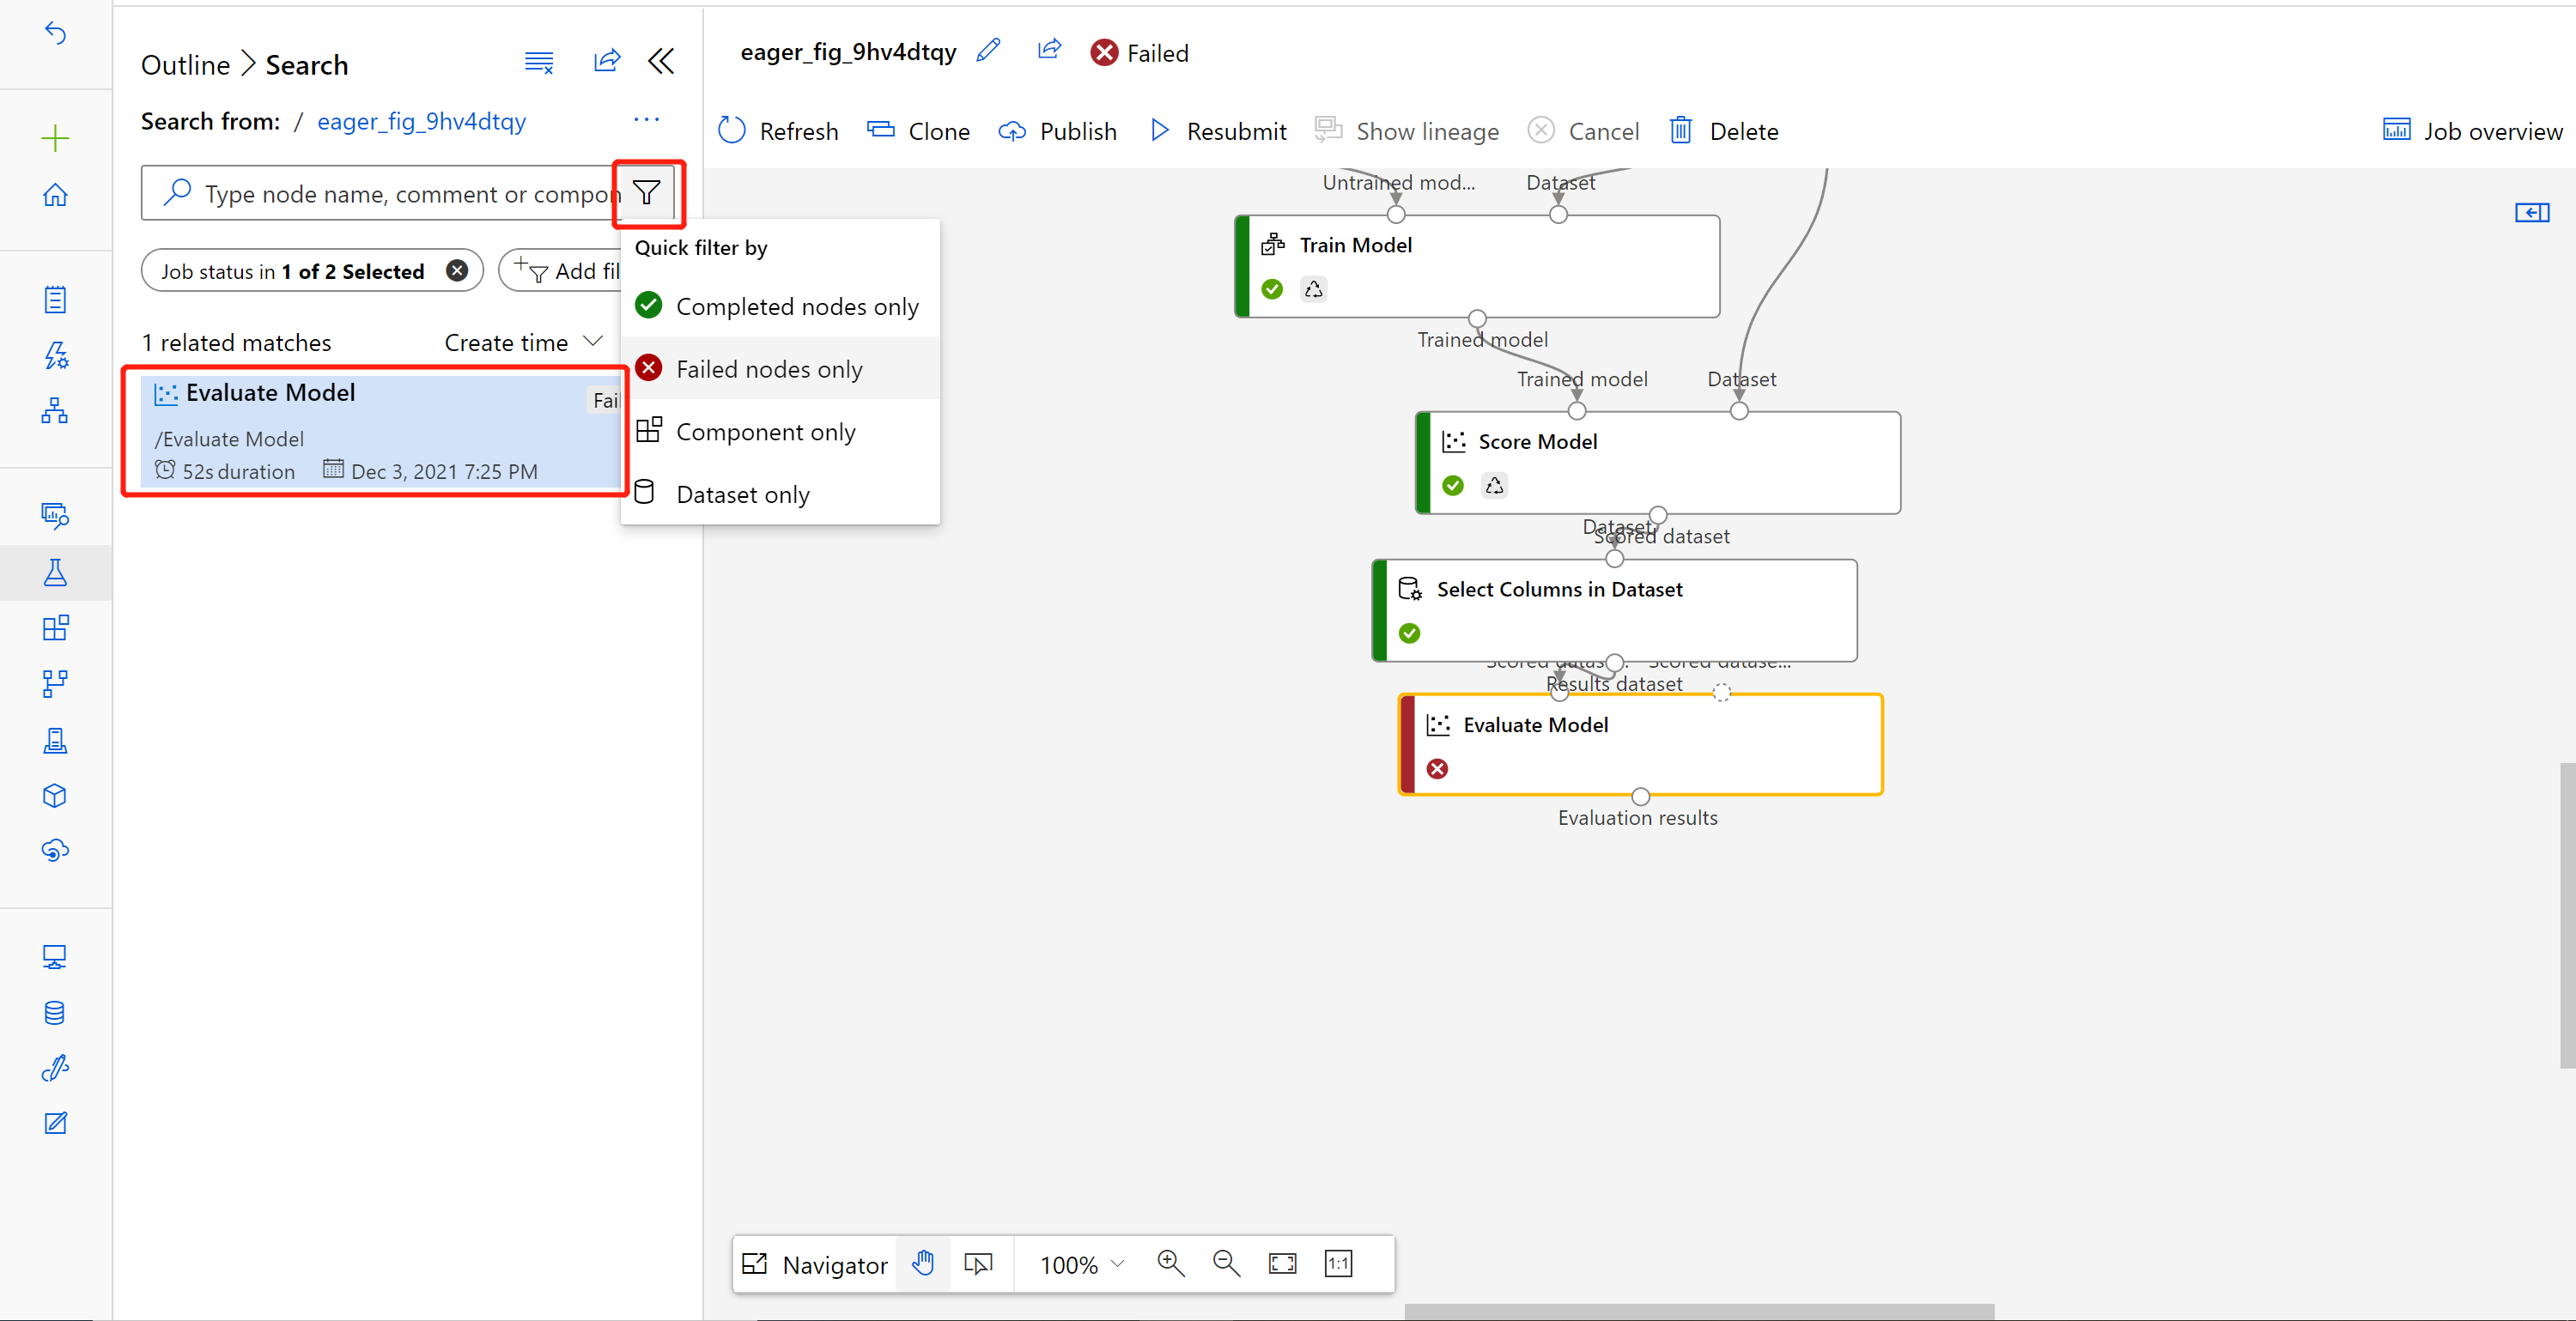 Outline > Search
Search from: / eager_fig_9hv4dtqy ...
Type node name, comment or compon
Job status in 1 of 2 Selected
Add fil
1 related matches
Create time
Evaluate Model
Fail
/Evaluate Model
52s duration
Dec 3, 2021 7:25 PM
Quick filter by
Completed nodes only
Failed nodes only
Component only
Dataset only
eager_fig_9hv4dtqy
Failed
Refresh
Clone
Publish
Resubmit
Show lineage
Cancel
Delete
Job overview
Untrained mod...
Dataset
Train Model
Trained model
Trained model
Dataset
Score Model
Dataset
Scored dataset
Select Columns in Dataset
Scored datas...
Scored datase...
Results dataset
Evaluate Model
Evaluation results
Navigator
100%
1:1